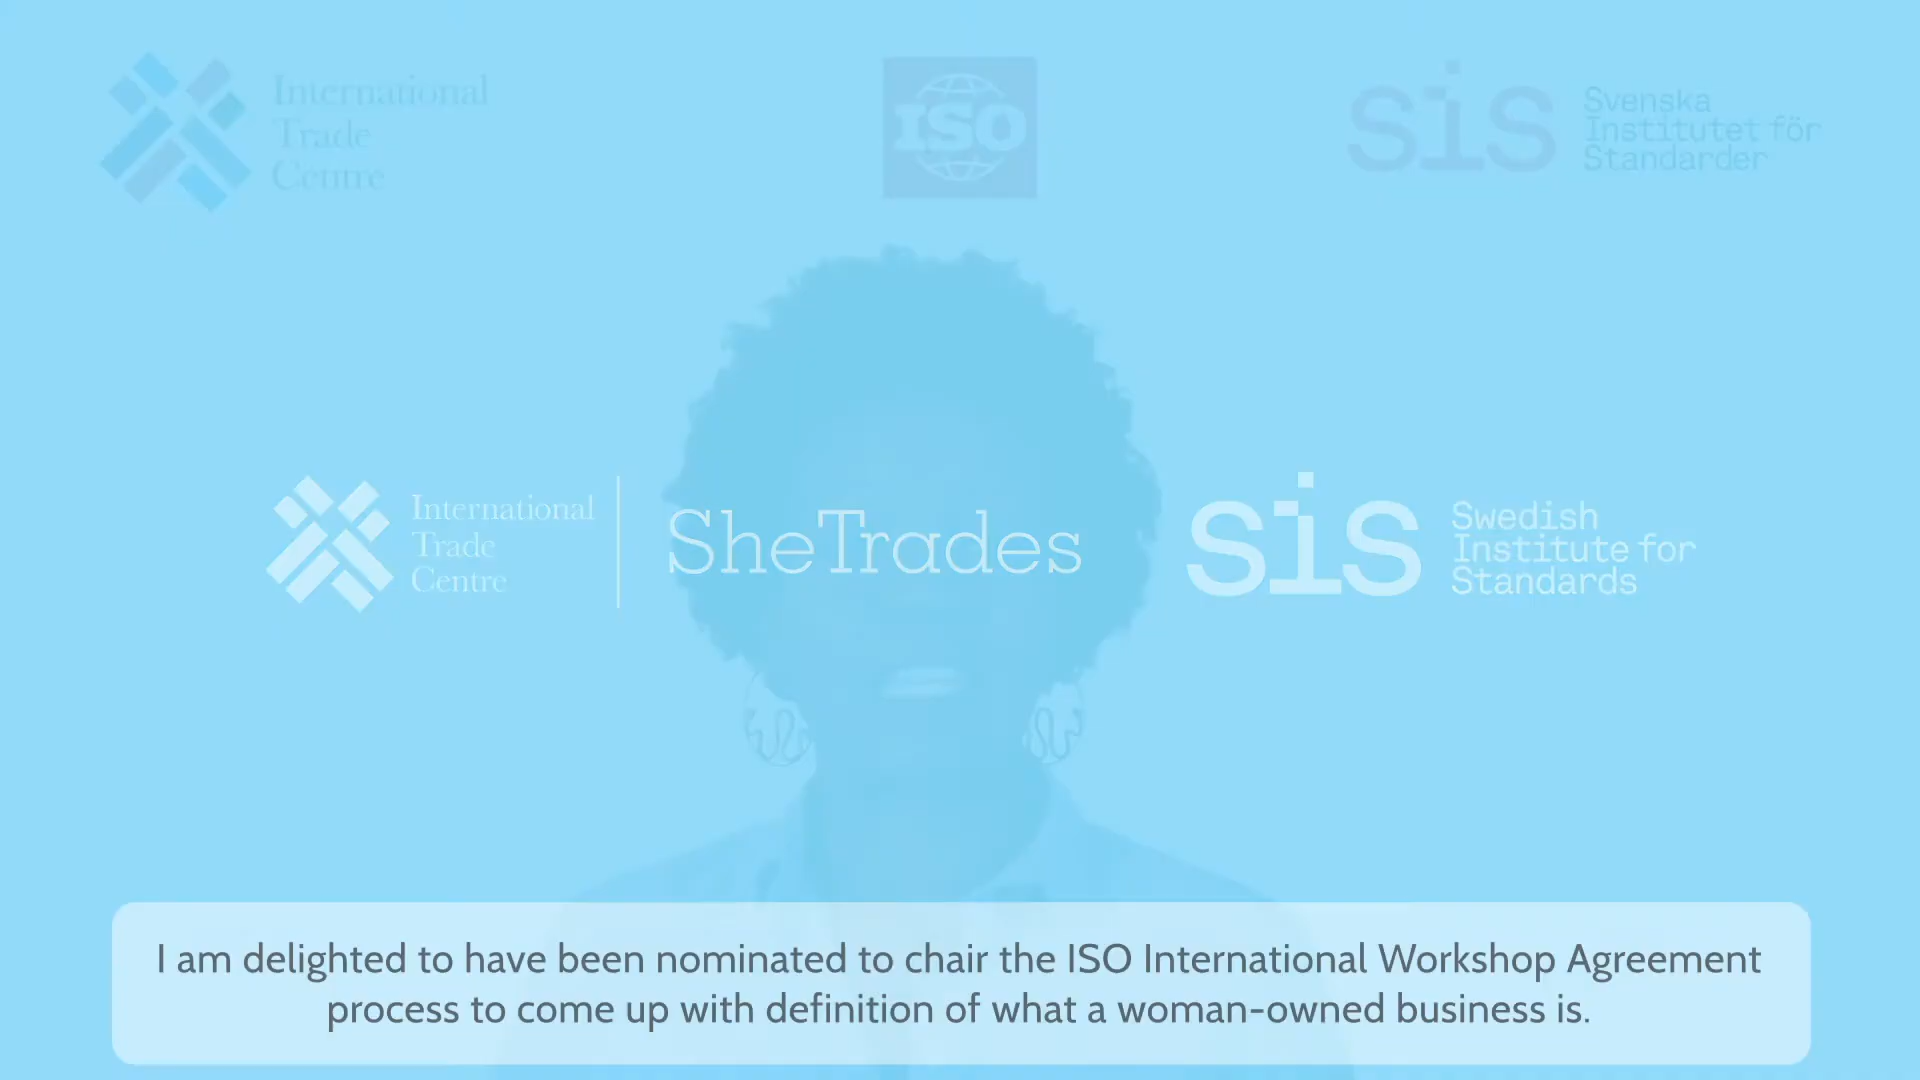 International
Trade
Centre
ISO
sis
Svenska
Institutet för
Standarder
International
Trade
Centre
SheTrades
sis
Swedish
Institute for
Standards
I am delighted to have been nominated to chair the ISO International Workshop Agreement
process to come up with definition of what a woman-owned business is.